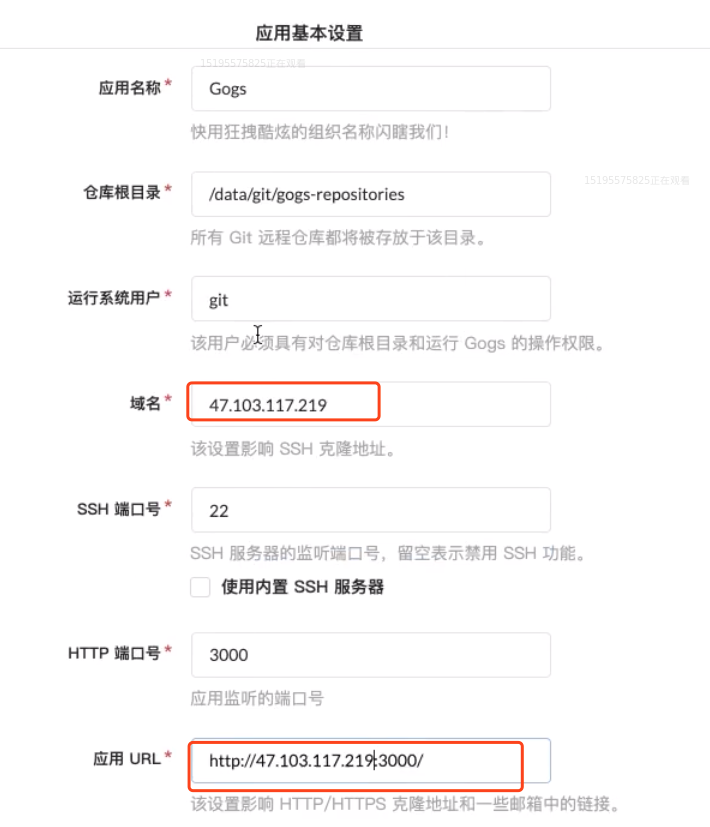 应用基本设置
15195575825正在观看
应用名称*
Gogs
快用狂拽酷炫的组织名称闪瞎我们!
15195575825正在观看
仓库根目录*
/data/git/gogs-repositories
所有 Git 远程仓库都将被存放于该目录。
运行系统用户*
git
该用户必须具有对仓库根目录和运行 Gogs 的操作权限。
域名*
47.103.117.219
该设置影响 SSH 克隆地址。
SSH 端口号*
22
SSH 服务器的监听端口号，留空表示禁用 SSH 功能。
使用内置 SSH 服务器
HTTP 端口号*
3000
应用监听的端口号
应用 URL*
http://47.103.117.219:3000/
该设置影响 HTTP/HTTPS 克隆地址和一些邮箱中的链接。